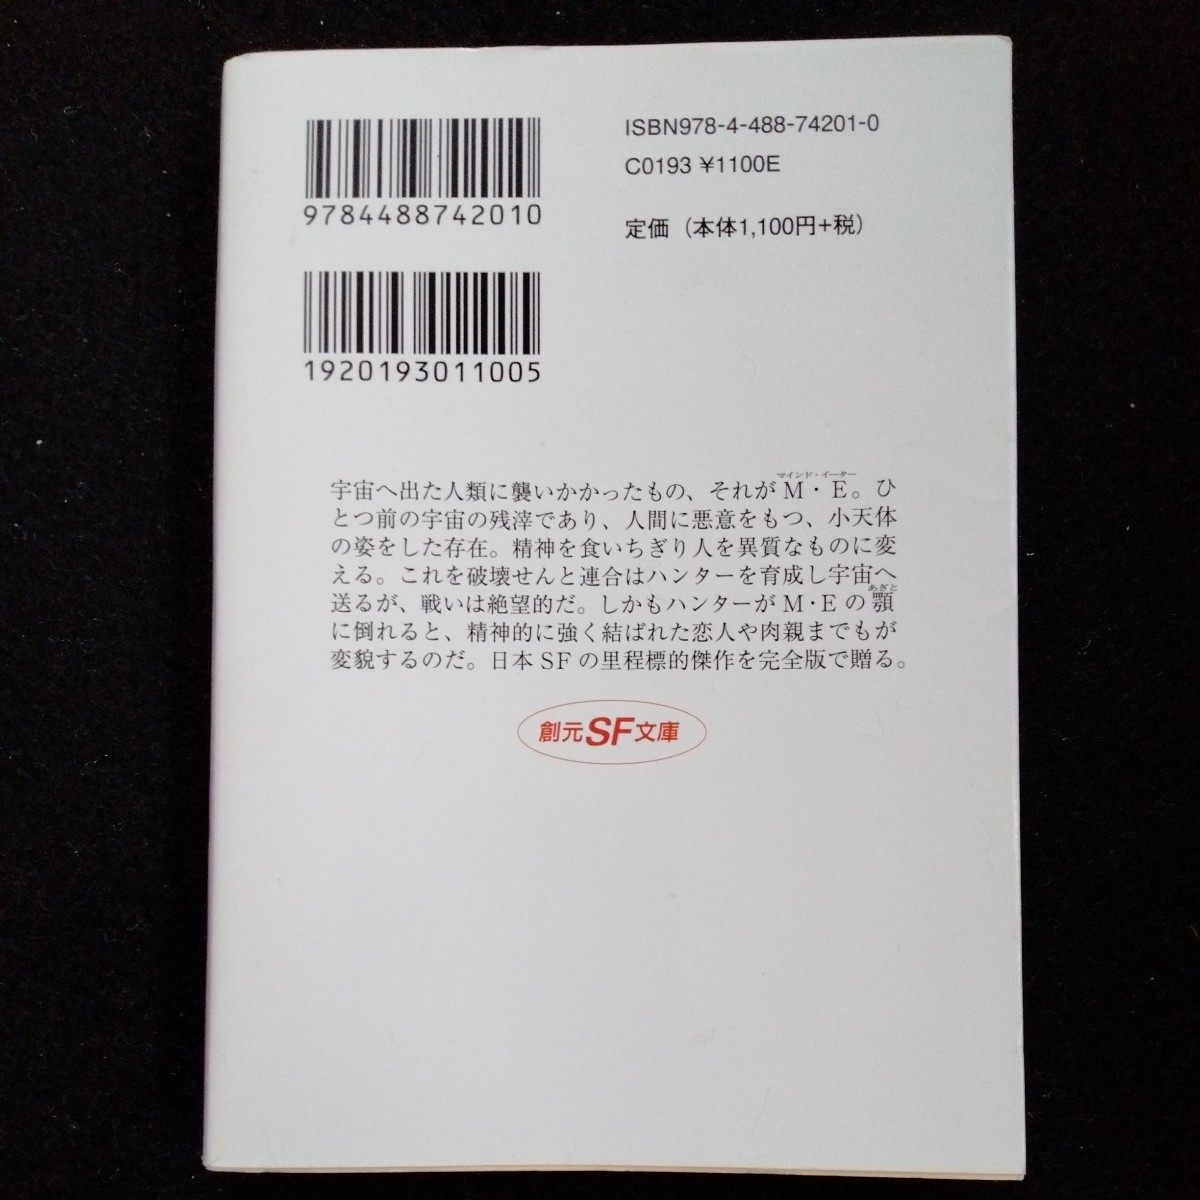 ISBN978-4-488-74201-0
C0193 ¥1100E
定価（本体1,100円+税）
9784488742010
1920193011005
マインド・イーター
宇宙へ出た人類に襲いかかったもの、それがM・E。ひ
とつ前の宇宙の残滓であり、人間に悪意をもつ、小天体
の姿をした存在。精神を食いちぎり人を異質なものに変
える。これを破壊せんと連合はハンターを育成し宇宙へ
あぎと
送るが、戦いは絶望的だ。しかもハンターがM・Eの顎
に倒れると、精神的に強く結ばれた恋人や肉親までもが
変貌するのだ。日本SFの里程標的傑作を完全版で贈る。
創元SF文庫